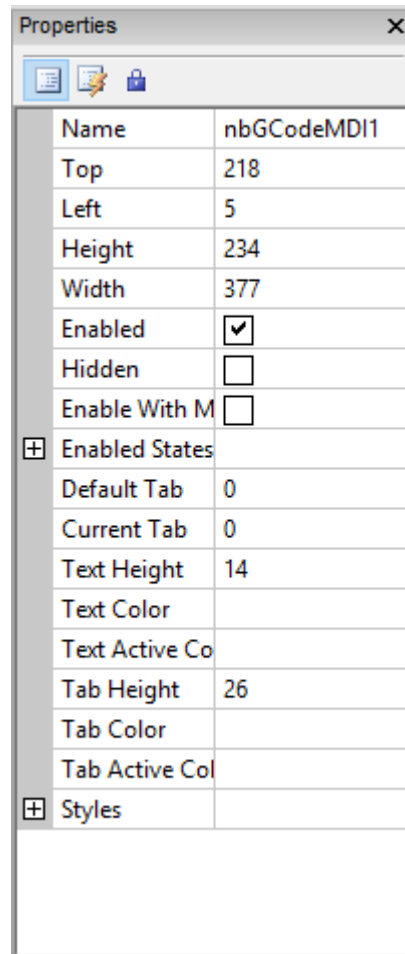 Properties
Name nbGCodeMDI1
Top 218
Left 5
Height 234
Width 377
Enabled
Hidden
Enable With M
Enabled States
Default Tab 0
Current Tab 0
Text Height 14
Text Color
Text Active Co
Tab Height 26
Tab Color
Tab Active Col
Styles